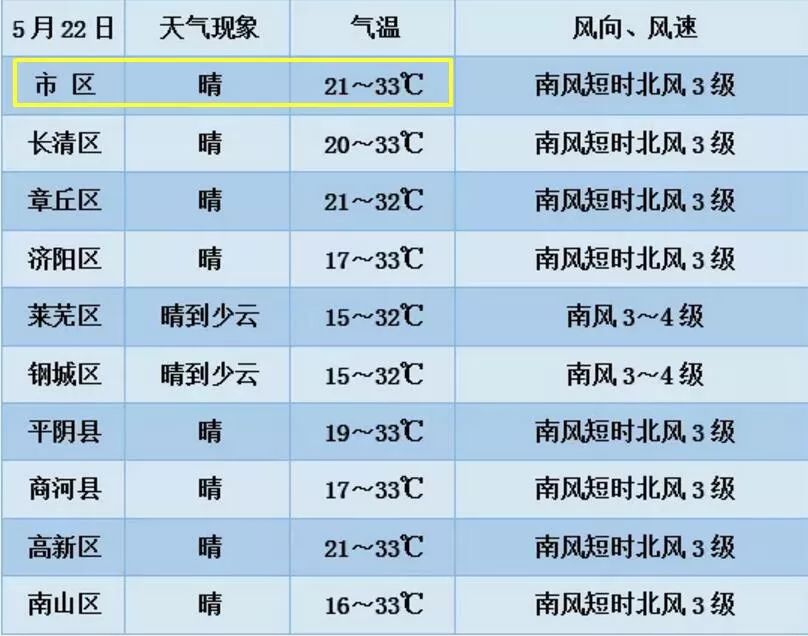 5月22日 天气现象 气温 风向、风速
市 区 晴 21～33℃ 南风短时北风3级
长清区 晴 20～33℃ 南风短时北风3级
章丘区 晴 21～32℃ 南风短时北风3级
济阳区 晴 17～33℃ 南风短时北风3级
莱芜区 晴到少云 15～32℃ 南风3～4级
钢城区 晴到少云 15～32℃ 南风3～4级
平阴县 晴 19～33℃ 南风短时北风3级
商河县 晴 17～33℃ 南风短时北风3级
高新区 晴 21～33℃ 南风短时北风3级
南山区 晴 16～33℃ 南风短时北风3级